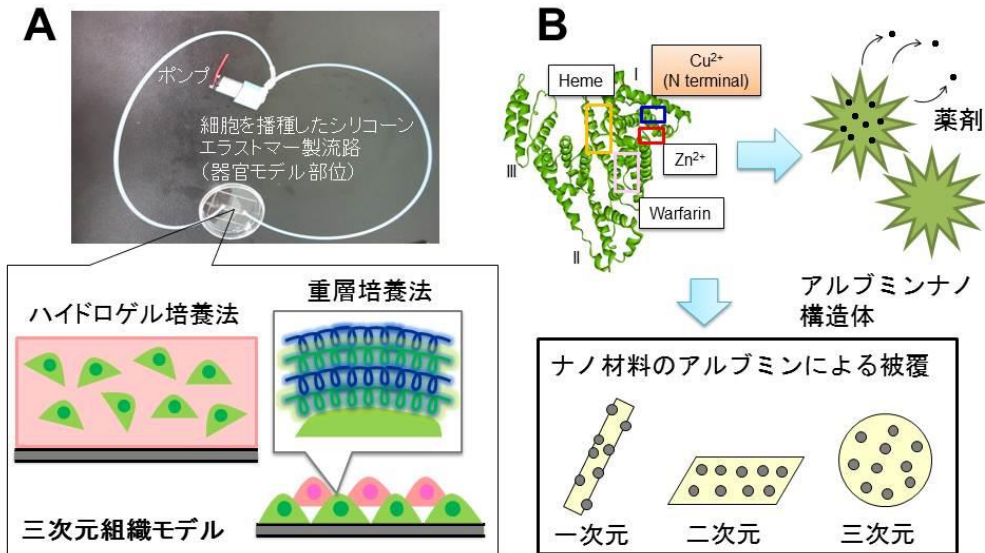 A
ポンプ
細胞を播種したシリコーン
エラストマー製流路
(器官モデル部位)
ハイドロゲル培養法
重層培養法
三次元組織モデル
B
Heme
I
Cu²⁺
(N terminal)
Zn²⁺
III
Warfarin
II
薬剤
アルブミンナノ
構造体
ナノ材料のアルブミンによる被覆
一次元
二次元
三次元